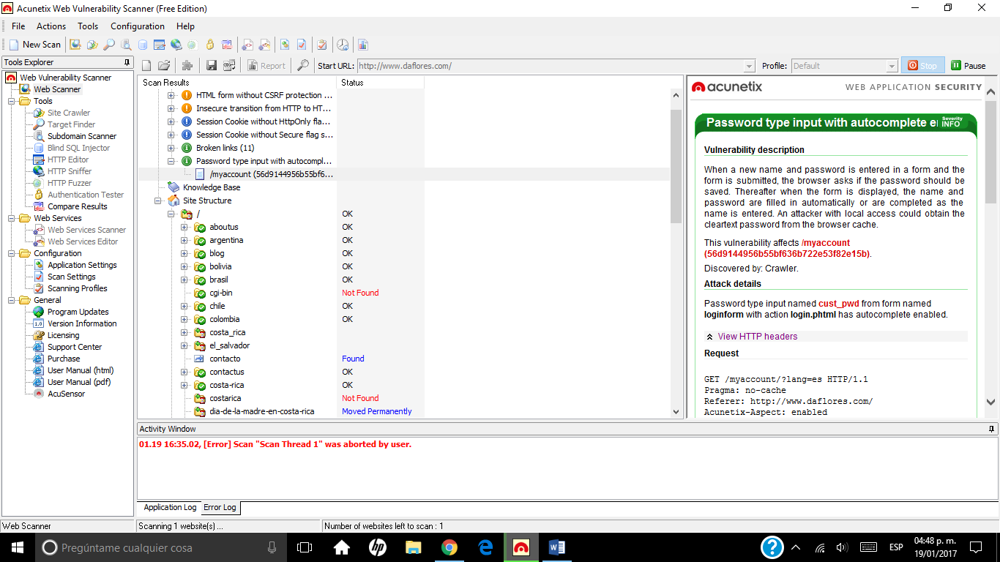 Acunetix Web Vulnerability Scanner (Free Edition)
File Actions Tools Configuration Help
New Scan
Tools Explorer
Report
Start URL: http://www.daflores.com/
Profile: Default
Stop
Pause
Web Vulnerability Scanner
Web Scanner
Tools
Site Crawler
Target Finder
Subdomain Scanner
Blind SQL Injector
HTTP Editor
HTTP Sniffer
HTTP Fuzzer
Authentication Tester
Compare Results
Web Services
Web Services Scanner
Web Services Editor
Configuration
Application Settings
Scan Settings
Scanning Profiles
General
Program Updates
Version Information
Licensing
Support Center
Purchase
User Manual (html)
User Manual (pdf)
AcuSensor
Scan Results Status
HTML form without CSRF protection ...
Insecure transition from HTTP to HT...
Session Cookie without HttpOnly fla...
Session Cookie without Secure flag s...
Broken links (11)
Password type input with autocompl...
/myaccount (56d9144956b55bf6...
Knowledge Base
Site Structure
/ OK
aboutus OK
argentina OK
blog OK
bolivia OK
brasil OK
cgi-bin Not Found
chile OK
colombia OK
costa_rica
el_salvador
contacto Found
contactus OK
costa-rica OK
costarica Not Found
dia-de-la-madre-en-costa-rica Moved Permanently
acunetix WEB APPLICATION SECURITY
Password type input with autocomplete e
Severity
INFO
Vulnerability description
When a new name and password is entered in a form and the
form is submitted, the browser asks if the password should be
saved. Thereafter when the form is displayed, the name and
password are filled in automatically or are completed as the
name is entered. An attacker with local access could obtain the
cleartext password from the browser cache.
This vulnerability affects /myaccount
(56d9144956b55bf636b722e53f82e15b).
Discovered by: Crawler.
Attack details
Password type input named cust_pwd from form named
loginform with action login.phtml has autocomplete enabled.
View HTTP headers
Request
GET /myaccount/?lang=es HTTP/1.1
Pragma: no-cache
Referer: http://www.daflores.com/
Acunetix-Aspect: enabled
Activity Window
01.19 16:35.02, [Error] Scan "Scan Thread 1" was aborted by user.
Application Log Error Log
Web Scanner
Scanning 1 website(s) ...
Number of websites left to scan : 1
Pregúntame cualquier cosa
hp
ESP
04:48 p. m.
19/01/2017